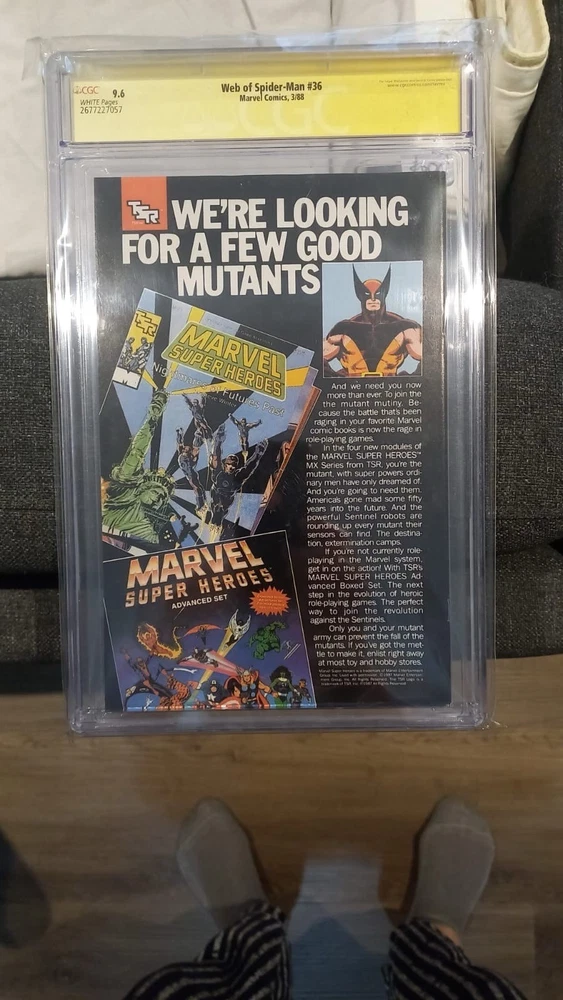 CGC
9.6
WHITE Pages
2677227057
Web of Spider-Man #36
Marvel Comics, 3/88
TSR
WE'RE LOOKING
FOR A FEW GOOD
MUTANTS
TSR
MARVEL
SUPER HEROES
Future Past
And we need you now
more than ever. To join the
the mutant mutiny. Be-
cause the battle that's been
raging in your favorite Marvel
comic books is now the rage in
role-playing games.
In the four new modules of
the MARVEL SUPER HEROES™
MX Series from TSR, you're the
mutant, with super powers ordi-
nary men have only dreamed of.
And you're going to need them.
America's gone mad some fifty
years into the future. And the
powerful Sentinel robots are
rounding up every mutant their
sensors can find. The destina-
tion, extermination camps.
If you're not currently role-
playing in the Marvel system,
get in on the action! With TSR's
MARVEL SUPER HEROES Ad-
vanced Boxed Set. The next
step in the evolution of heroic
role-playing games. The perfect
way to join the revolution
against the Sentinels.
Only you and your mutant
army can prevent the fall of the
mutants. If you've got the met-
tle to make it, enlist right away
at most toy and hobby stores.
MARVEL
SUPER HEROES
ADVANCED SET